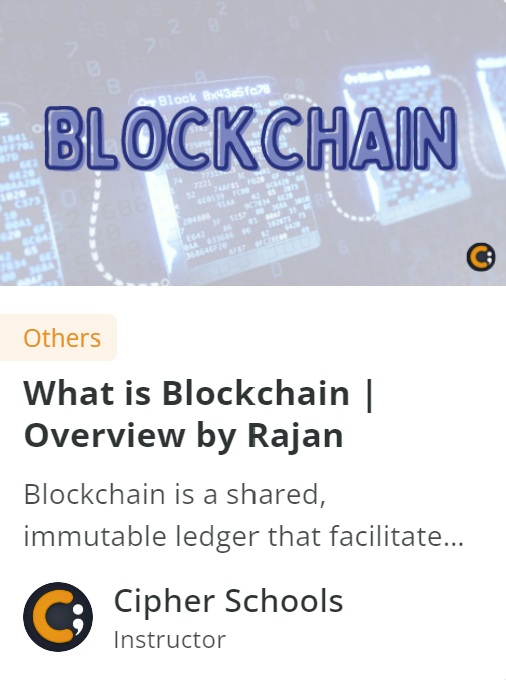 Block 0x43a5fc70
BLOCKCHAIN
Others
What is Blockchain |
Overview by Rajan
Blockchain is a shared,
immutable ledger that facilitate...
Cipher Schools
Instructor